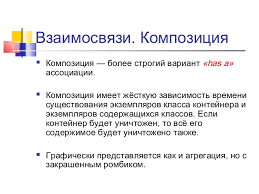 Взаимосвязи. Композиция
Композиция — более строгий вариант «has a»
ассоциации.
Композиция имеет жёсткую зависимость времени
существования экземпляров класса контейнера и
экземпляров содержащихся классов. Если
контейнер будет уничтожен, то всё его
содержимое будет уничтожено также.
Графически представляется как и агрегация, но с
закрашенным ромбиком.